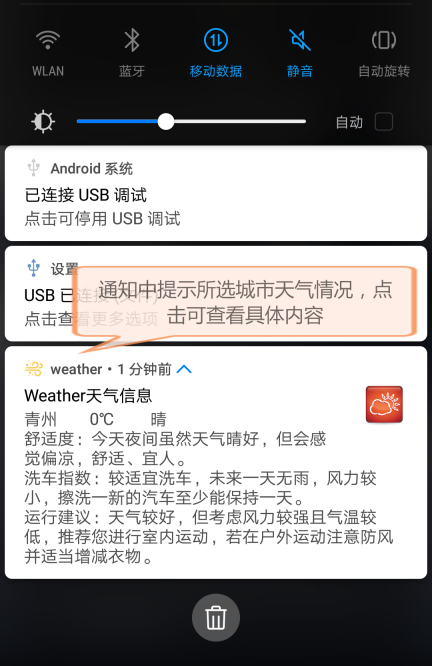 WLAN
蓝牙
移动数据
静音
自动旋转
自动
Android 系统
已连接 USB 调试
点击可停用 USB 调试
设置
USB 已连接 (文件)
点击查看更多选项
通知中提示所选城市天气情况，点
击可查看具体内容
weather • 1 分钟前
Weather天气信息
青州 0℃ 晴
舒适度：今天夜间虽然天气晴好，但会感
觉偏凉，舒适、宜人。
洗车指数：较适宜洗车，未来一天无雨，风力较
小，擦洗一新的汽车至少能保持一天。
运行建议：天气较好，但考虑风力较强且气温较
低，推荐您进行室内运动，若在户外运动注意防风
并适当增减衣物。